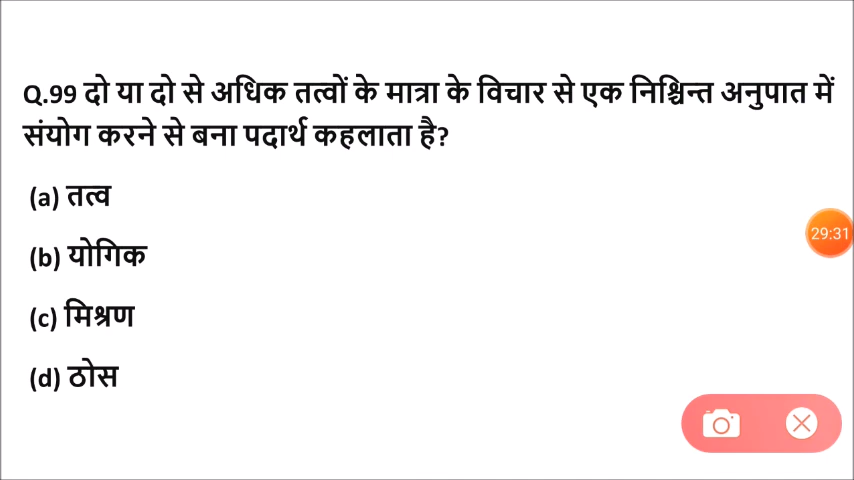 Q.99 दो या दो से अधिक तत्वों के मात्रा के विचार से एक निश्चिन्त अनुपात में
संयोग करने से बना पदार्थ कहलाता है?
(a) तत्व
(b) योगिक
(c) मिश्रण
(d) ठोस
29:31